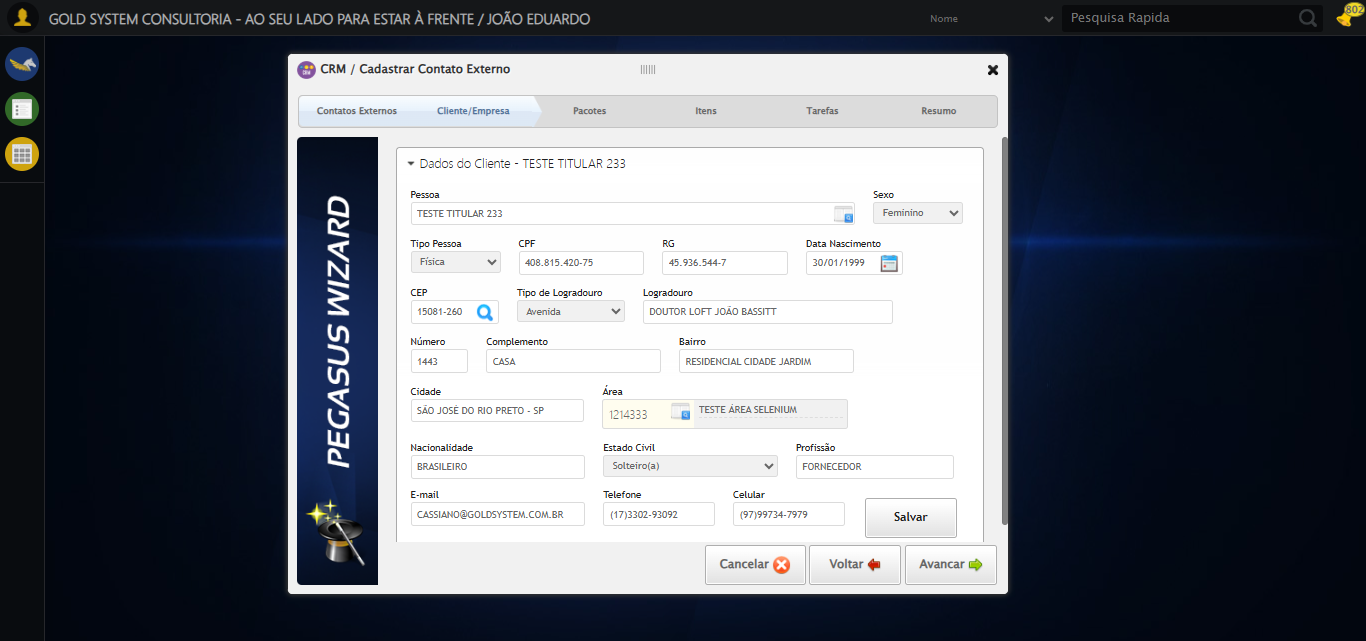 GOLD SYSTEM CONSULTORIA - AO SEU LADO PARA ESTAR À FRENTE / JOÃO EDUARDO
Nome
Pesquisa Rapida
802
CRM / Cadastrar Contato Externo
Contatos Externos
Cliente/Empresa
Pacotes
Itens
Tarefas
Resumo
PEGASUS WIZARD
Dados do Cliente - TESTE TITULAR 233
Pessoa
Sexo
TESTE TITULAR 233
Feminino
Tipo Pessoa
CPF
RG
Data Nascimento
Física
408.815.420-75
45.936.544-7
30/01/1999
CEP
Tipo de Logradouro
Logradouro
15081-260
Avenida
DOUTOR LOFT JOÃO BASSITT
Número
Complemento
Bairro
1443
CASA
RESIDENCIAL CIDADE JARDIM
Cidade
Área
SÃO JOSÉ DO RIO PRETO - SP
1214333
TESTE ÁREA SELENIUM
Nacionalidade
Estado Civil
Profissão
BRASILEIRO
Solteiro(a)
FORNECEDOR
E-mail
Telefone
Celular
CASSIANO@GOLDSYSTEM.COM.BR
(17)3302-93092
(97)99734-7979
Salvar
Cancelar
Voltar
Avancar